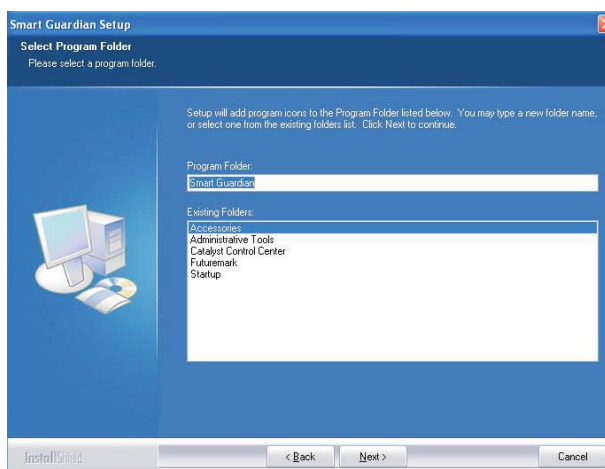 Smart Guardian Setup
Select Program Folder
Please select a program folder.
Setup will add program icons to the Program Folder listed below. You may type a new folder name,
or select one from the existing folders list. Click Next to continue.
Program Folder:
Smart Guardian
Existing Folders:
Accessories
Administrative Tools
Catalyst Control Center
Futuremark
Startup
InstallShield
< Back
Next >
Cancel